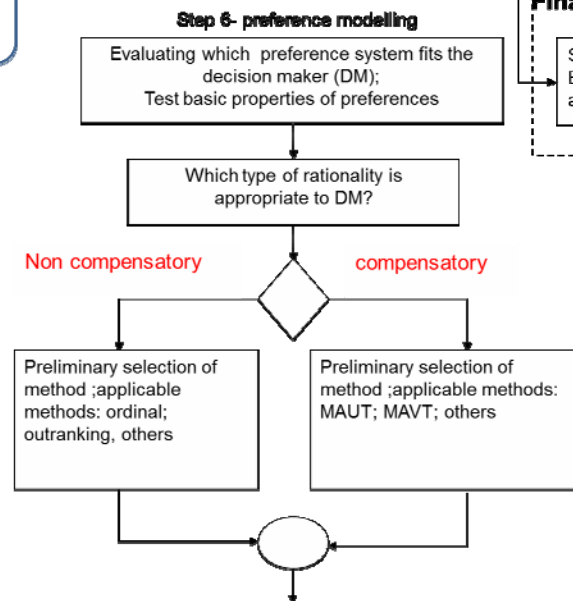 Fina
Step 6- preference modelling
Evaluating which preference system fits the
decision maker (DM);
Test basic properties of preferences
S
E
a
Which type of rationality is
appropriate to DM?
Non compensatory
compensatory
Preliminary selection of
method ;applicable
methods: ordinal;
outranking, others
Preliminary selection of
method ;applicable methods:
MAUT; MAVT; others